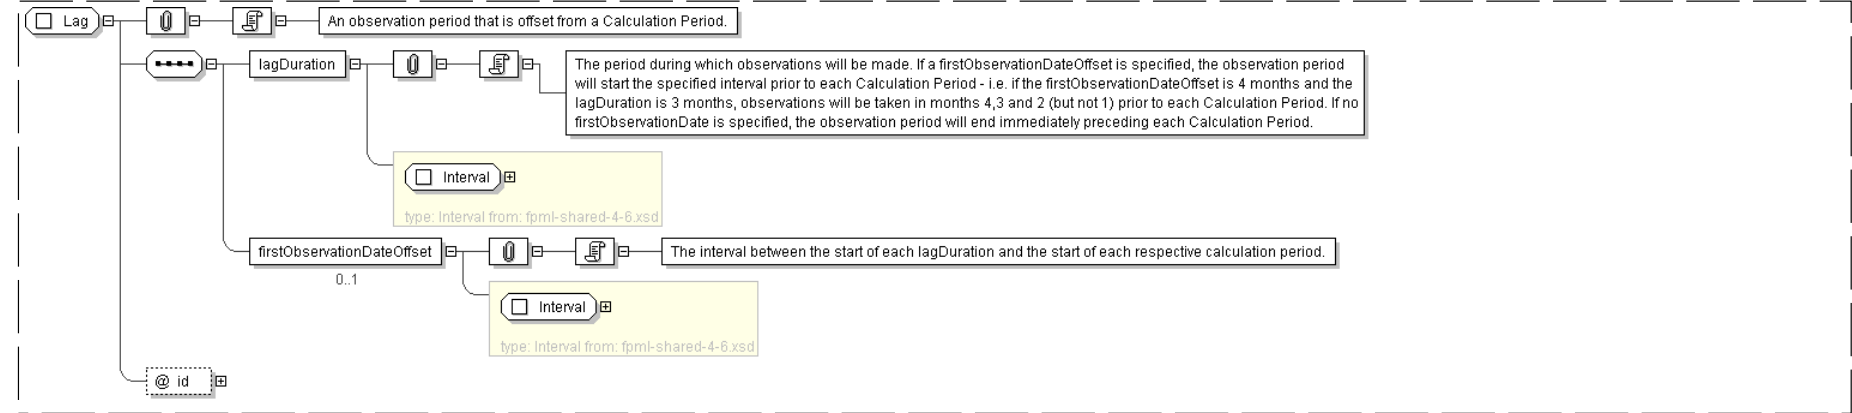 Lag
An observation period that is offset from a Calculation Period.
lagDuration
The period during which observations will be made. If a firstObservationDateOffset is specified, the observation period
will start the specified interval prior to each Calculation Period - i.e. if the firstObservationDateOffset is 4 months and the
lagDuration is 3 months, observations will be taken in months 4,3 and 2 (but not 1) prior to each Calculation Period. If no
firstObservationDate is specified, the observation period will end immediately preceding each Calculation Period.
Interval
type: Interval from: fpml-shared-4-6.xsd
firstObservationDateOffset
The interval between the start of each lagDuration and the start of each respective calculation period.
0..1
Interval
type: Interval from: fpml-shared-4-6.xsd
@ id